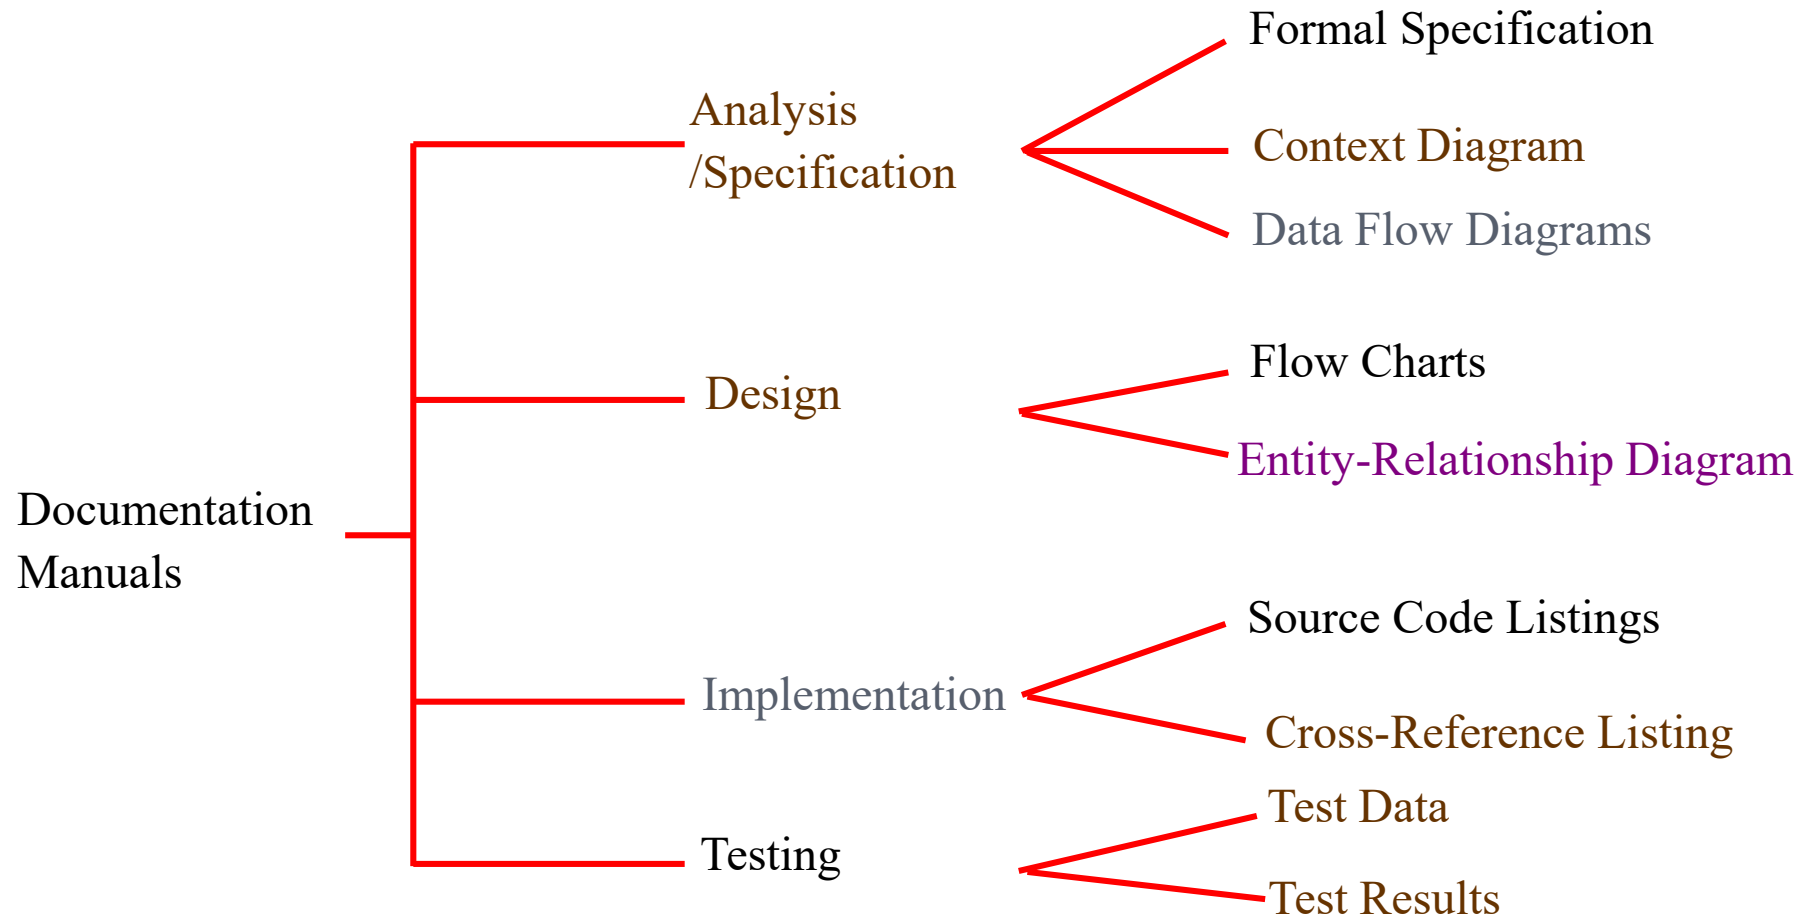 Documentation
Manuals
Analysis
/Specification
Formal Specification
Context Diagram
Data Flow Diagrams
Design
Flow Charts
Entity-Relationship Diagram
Implementation
Source Code Listings
Cross-Reference Listing
Testing
Test Data
Test Results